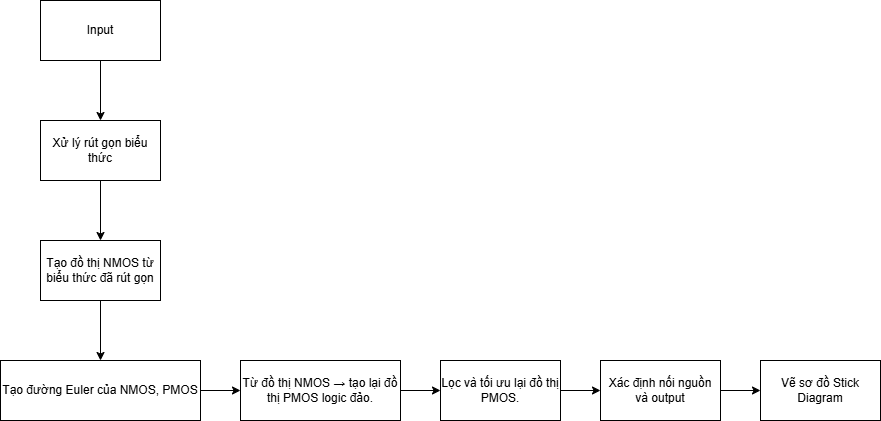 Input
Xử lý rút gọn biểu
thức
Tạo đồ thị NMOS từ
biểu thức đã rút gọn
Tạo đường Euler của NMOS, PMOS
Từ đồ thị NMOS → tạo lại đồ
thị PMOS logic đảo.
Lọc và tối ưu lại đồ thị
PMOS.
Xác định nối nguồn
và output
Vẽ sơ đồ Stick
Diagram